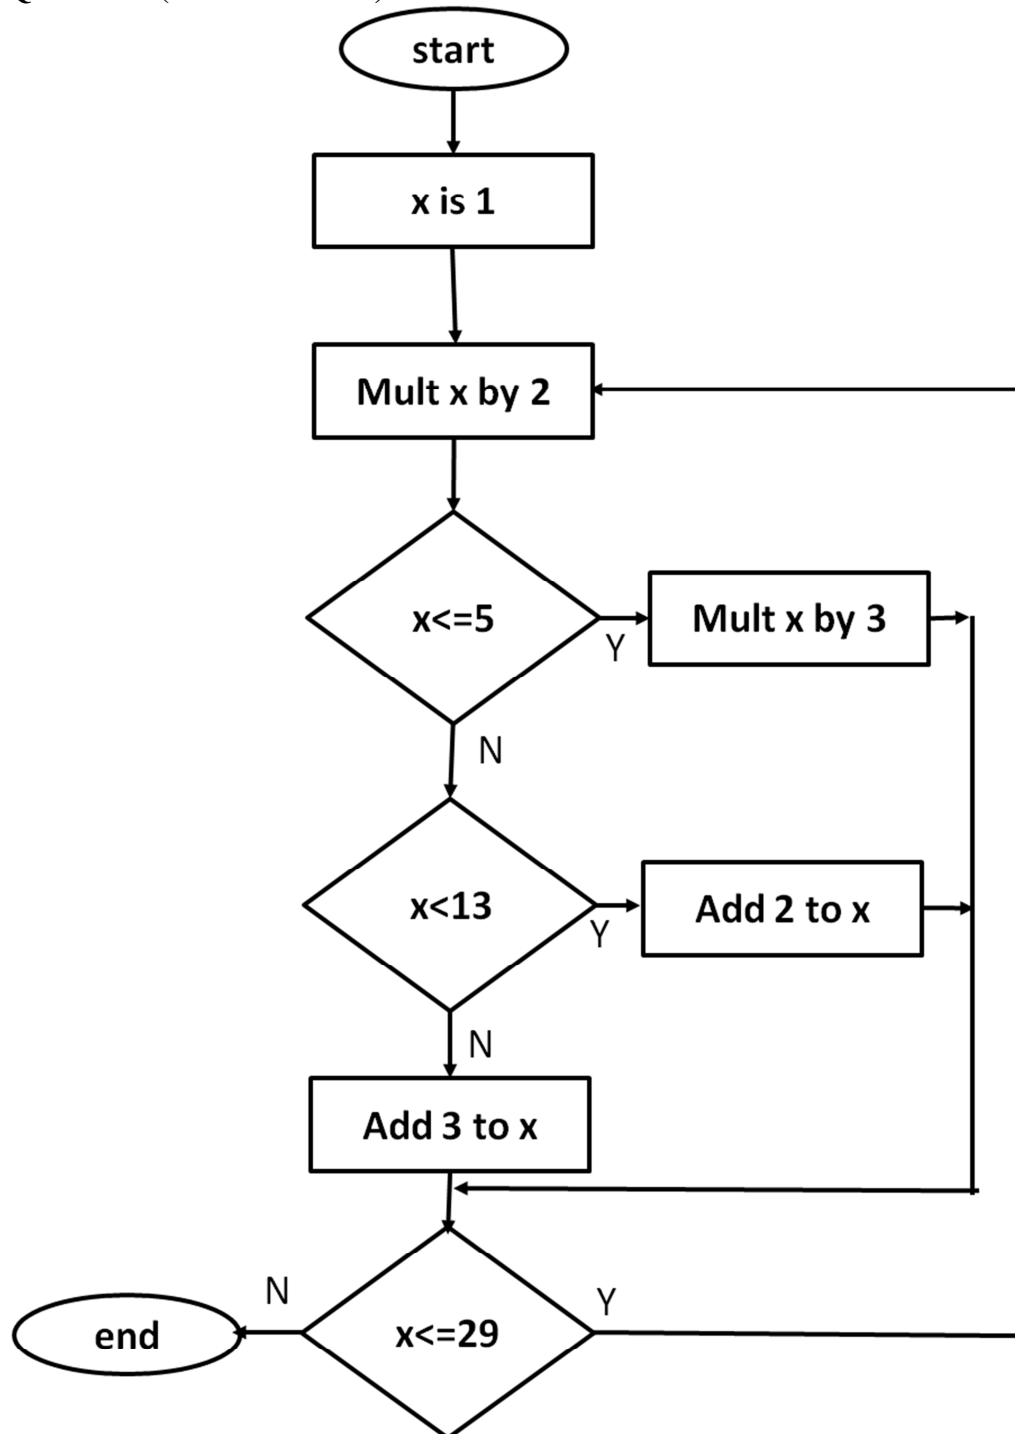 start
x is 1
Mult x by 2
x<=5
Y
Mult x by 3
N
x<13
Y
Add 2 to x
N
Add 3 to x
N
Y
end
x<=29